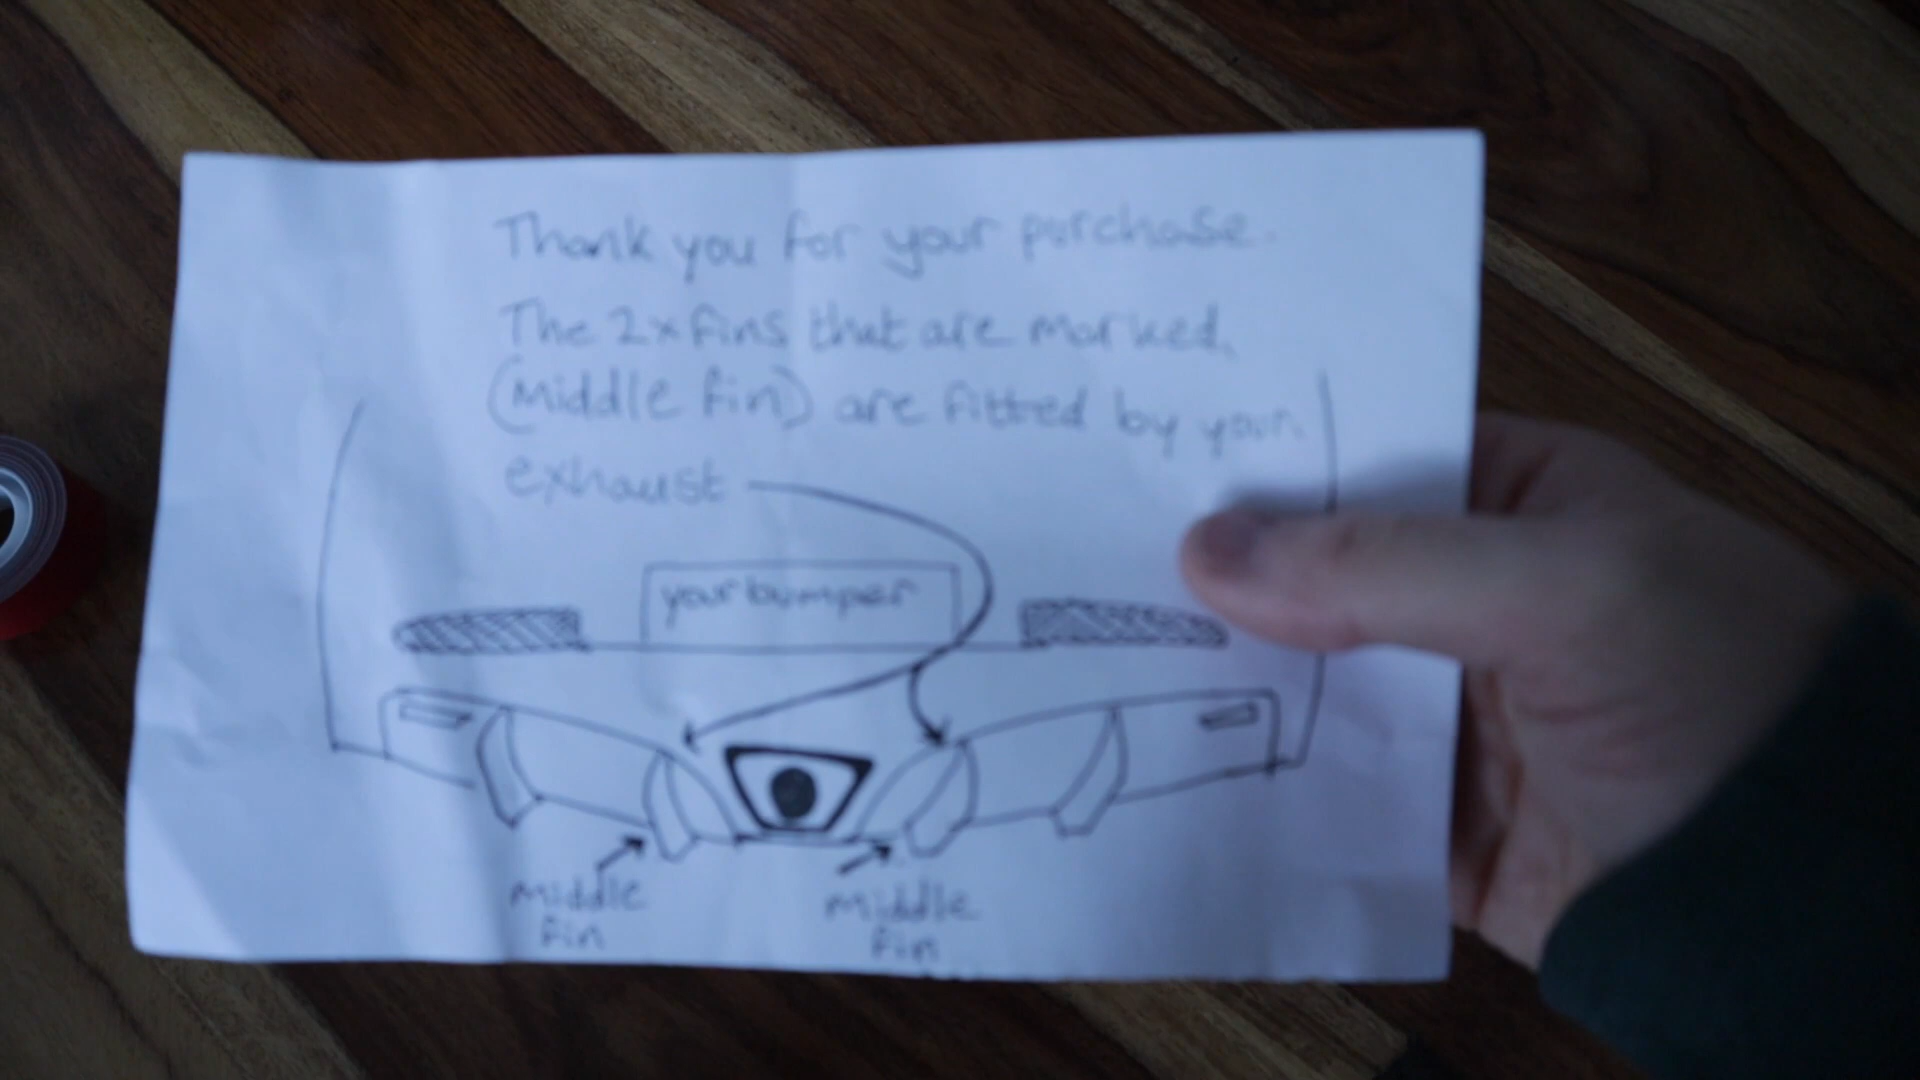 Thank you for your purchase.
The 2x fins that are marked,
(middle fin) are fitted by your
exhaust
your bumper
middle
fin
middle
fin